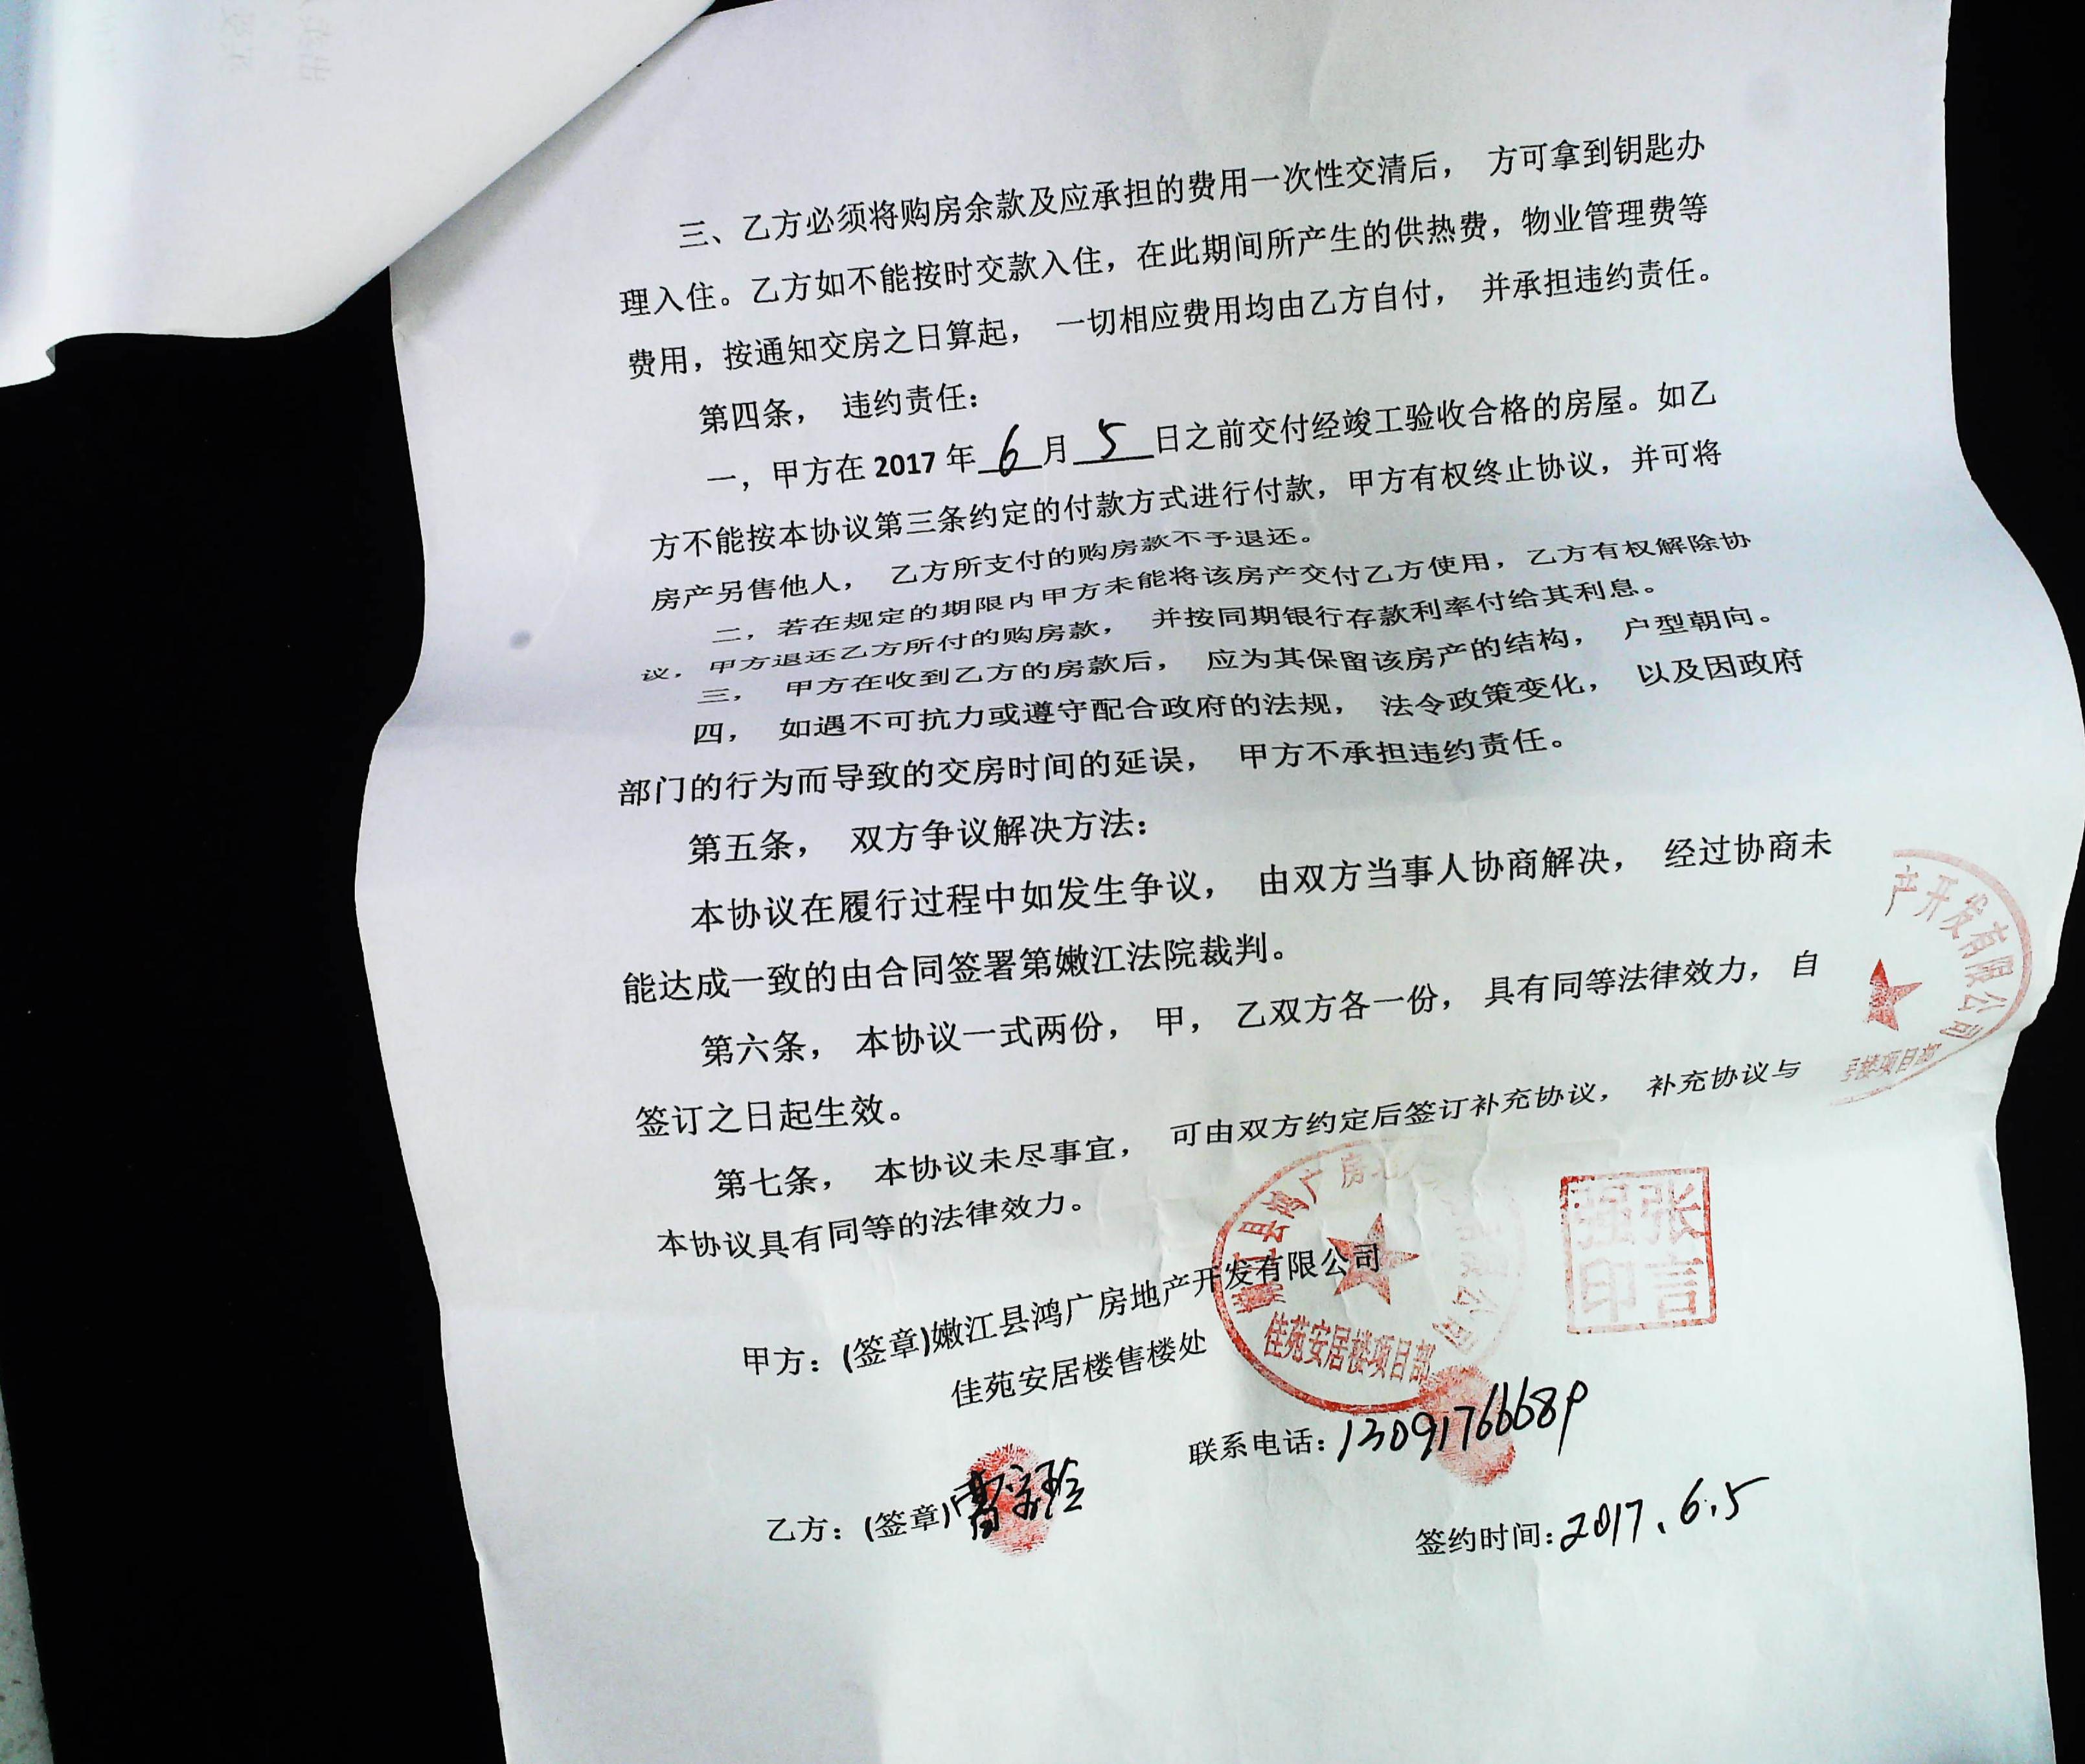 三、乙方必须将购房余款及应承担的费用一次性交清后， 方可拿到钥匙办
理入住。乙方如不能按时交款入住，在此期间所产生的供热费，物业管理费等
费用，按通知交房之日算起， 一切相应费用均由乙方自付， 并承担违约责任。
第四条， 违约责任：
一，甲方在 2017 年 6 月 5 日之前交付经竣工验收合格的房屋。如乙
方不能按本协议第三条约定的付款方式进行付款，甲方有权终止协议，并可将
房产另售他人， 乙方所支付的购房款不予退还。
二，若在规定的期限内甲方未能将该房产交付乙方使用，乙方有权解除协
议，甲方退还乙方所付的购房款， 并按同期银行存款利率付给其利息。
三， 甲方在收到乙方的房款后， 应为其保留该房产的结构， 户型朝向。
四， 如遇不可抗力或遵守配合政府的法规， 法令政策变化， 以及因政府
部门的行为而导致的交房时间的延误， 甲方不承担违约责任。
第五条， 双方争议解决方法：
本协议在履行过程中如发生争议， 由双方当事人协商解决， 经过协商未
能达成一致的由合同签署第嫩江法院裁判。
第六条， 本协议一式两份， 甲， 乙双方各一份， 具有同等法律效力， 自
签订之日起生效。
第七条， 本协议未尽事宜， 可由双方约定后签订补充协议， 补充协议与
本协议具有同等的法律效力。
产开发有限公司
号楼项目部
嫩江县鸿广房地
有限公司
佳苑安居楼项目部
张言
强印
甲方：(签章)嫩江县鸿广房地产开发有限公司
佳苑安居楼售楼处
联系电话：13091766689
乙方：(签章)曹
签约时间：2017.6.5